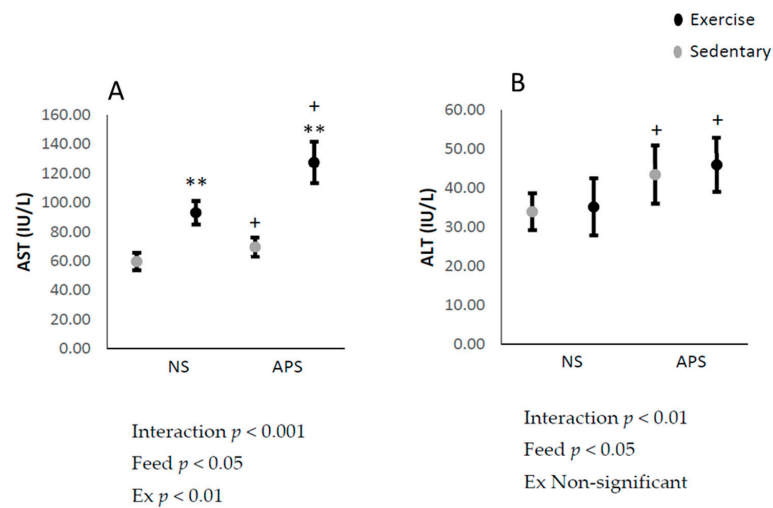 Exercise
Sedentary
A
160.00
140.00
120.00
100.00
80.00
60.00
40.00
20.00
0.00
AST (IU/L)
**
+
+
**
NS
APS
Interaction p < 0.001
Feed p < 0.05
Ex p < 0.01
B
60.00
50.00
40.00
30.00
20.00
10.00
0.00
ALT (IU/L)
+
+
NS
APS
Interaction p < 0.01
Feed p < 0.05
Ex Non-significant